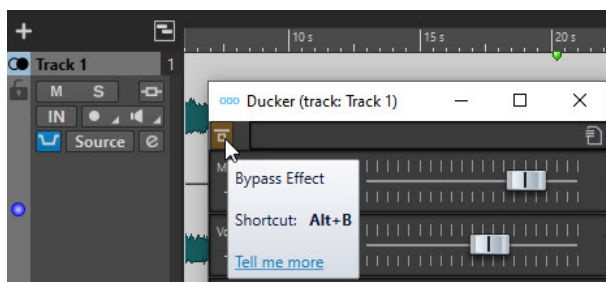 10 s
15 s
20 s
Track 1
1
M
S
Ducker (track: Track 1)
IN
Source
e
Bypass Effect
Shortcut: Alt+B
Tell me more